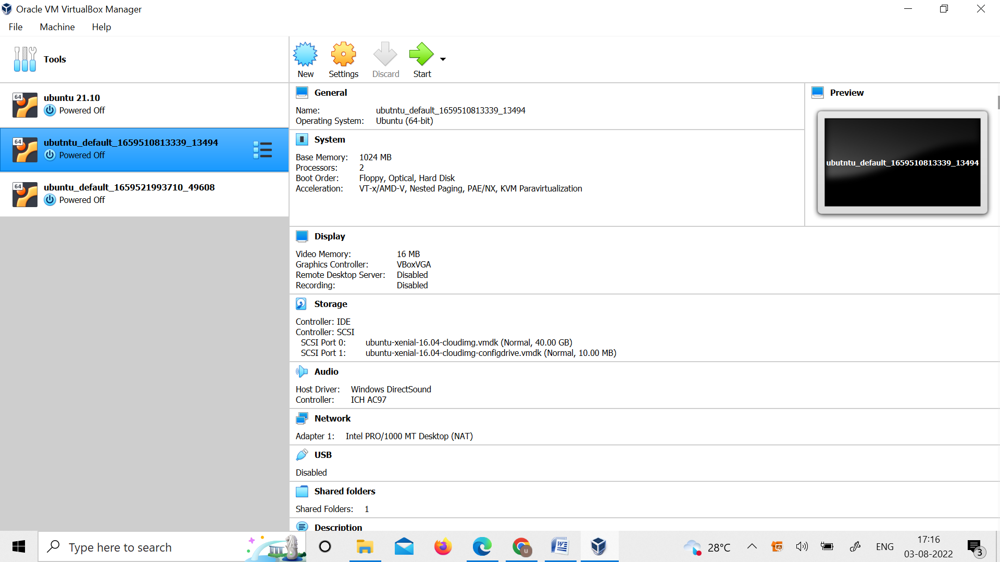 Oracle VM VirtualBox Manager
File Machine Help
Tools
New Settings Discard Start
64 ubuntu 21.10
Powered Off
64 ubutntu_default_1659510813339_13494
Powered Off
64 ubuntu_default_1659521993710_49608
Powered Off
General
Name: ubutntu_default_1659510813339_13494
Operating System: Ubuntu (64-bit)
System
Base Memory: 1024 MB
Processors: 2
Boot Order: Floppy, Optical, Hard Disk
Acceleration: VT-x/AMD-V, Nested Paging, PAE/NX, KVM Paravirtualization
Preview
ubutntu_default_1659510813339_13494
Display
Video Memory: 16 MB
Graphics Controller: VBoxVGA
Remote Desktop Server: Disabled
Recording: Disabled
Storage
Controller: IDE
Controller: SCSI
SCSI Port 0: ubuntu-xenial-16.04-cloudimg.vmdk (Normal, 40.00 GB)
SCSI Port 1: ubuntu-xenial-16.04-cloudimg-configdrive.vmdk (Normal, 10.00 MB)
Audio
Host Driver: Windows DirectSound
Controller: ICH AC97
Network
Adapter 1: Intel PRO/1000 MT Desktop (NAT)
USB
Disabled
Shared folders
Shared Folders: 1
Description
Type here to search
u
W
28°C
ENG
17:16
03-08-2022
3